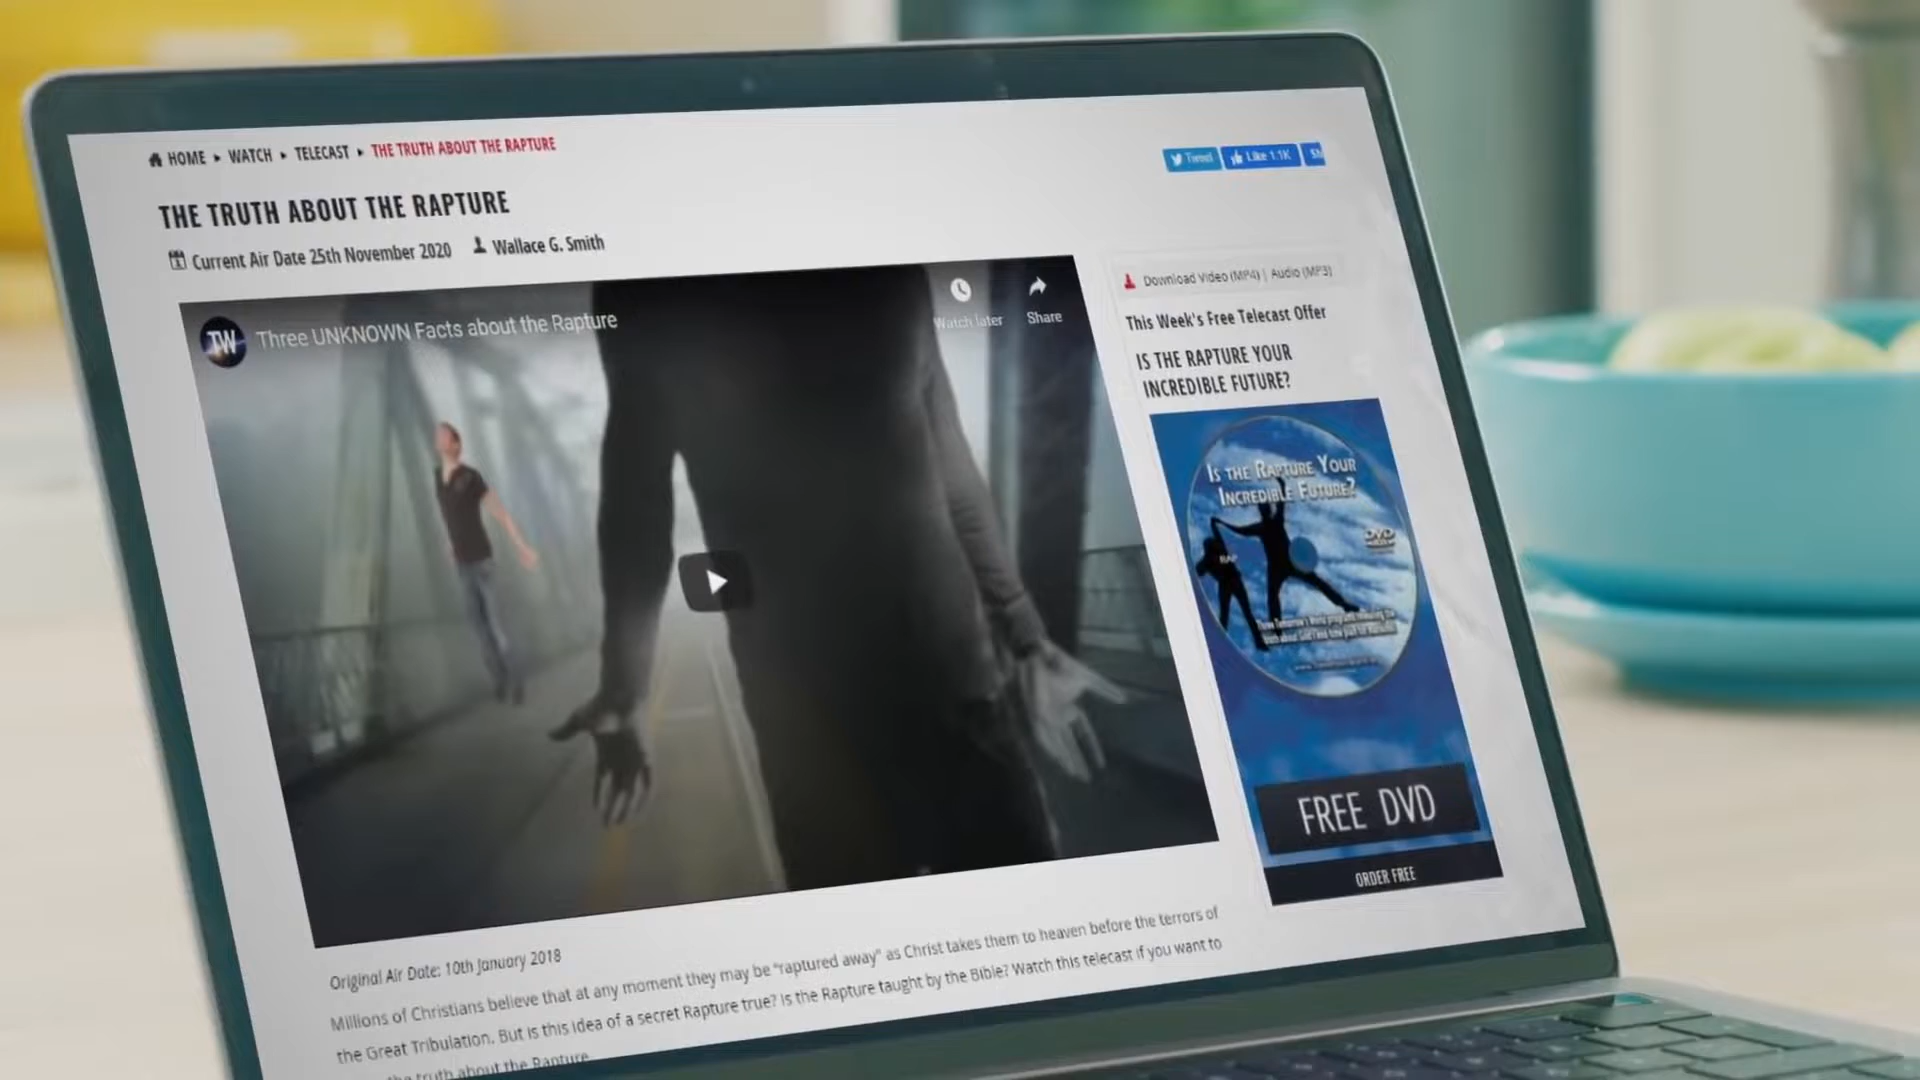 HOME ▸ WATCH ▸ TELECAST ▸ THE TRUTH ABOUT THE RAPTURE
Tweet
Like 1.1K
THE TRUTH ABOUT THE RAPTURE
Current Air Date 25th November 2020
Wallace G. Smith
TW
Three UNKNOWN Facts about the Rapture
Watch later
Share
Download Video (MP4) | Audio (MP3)
This Week's Free Telecast Offer
IS THE RAPTURE YOUR
INCREDIBLE FUTURE?
IS THE RAPTURE YOUR
INCREDIBLE FUTURE?
DVD
FREE DVD
ORDER FREE
Original Air Date: 10th January 2018
Millions of Christians believe that at any moment they may be "raptured away" as Christ takes them to heaven before the terrors of
the Great Tribulation. But is this idea of a secret Rapture true? Is the Rapture taught by the Bible? Watch this telecast if you want to
the truth about the Rapture.